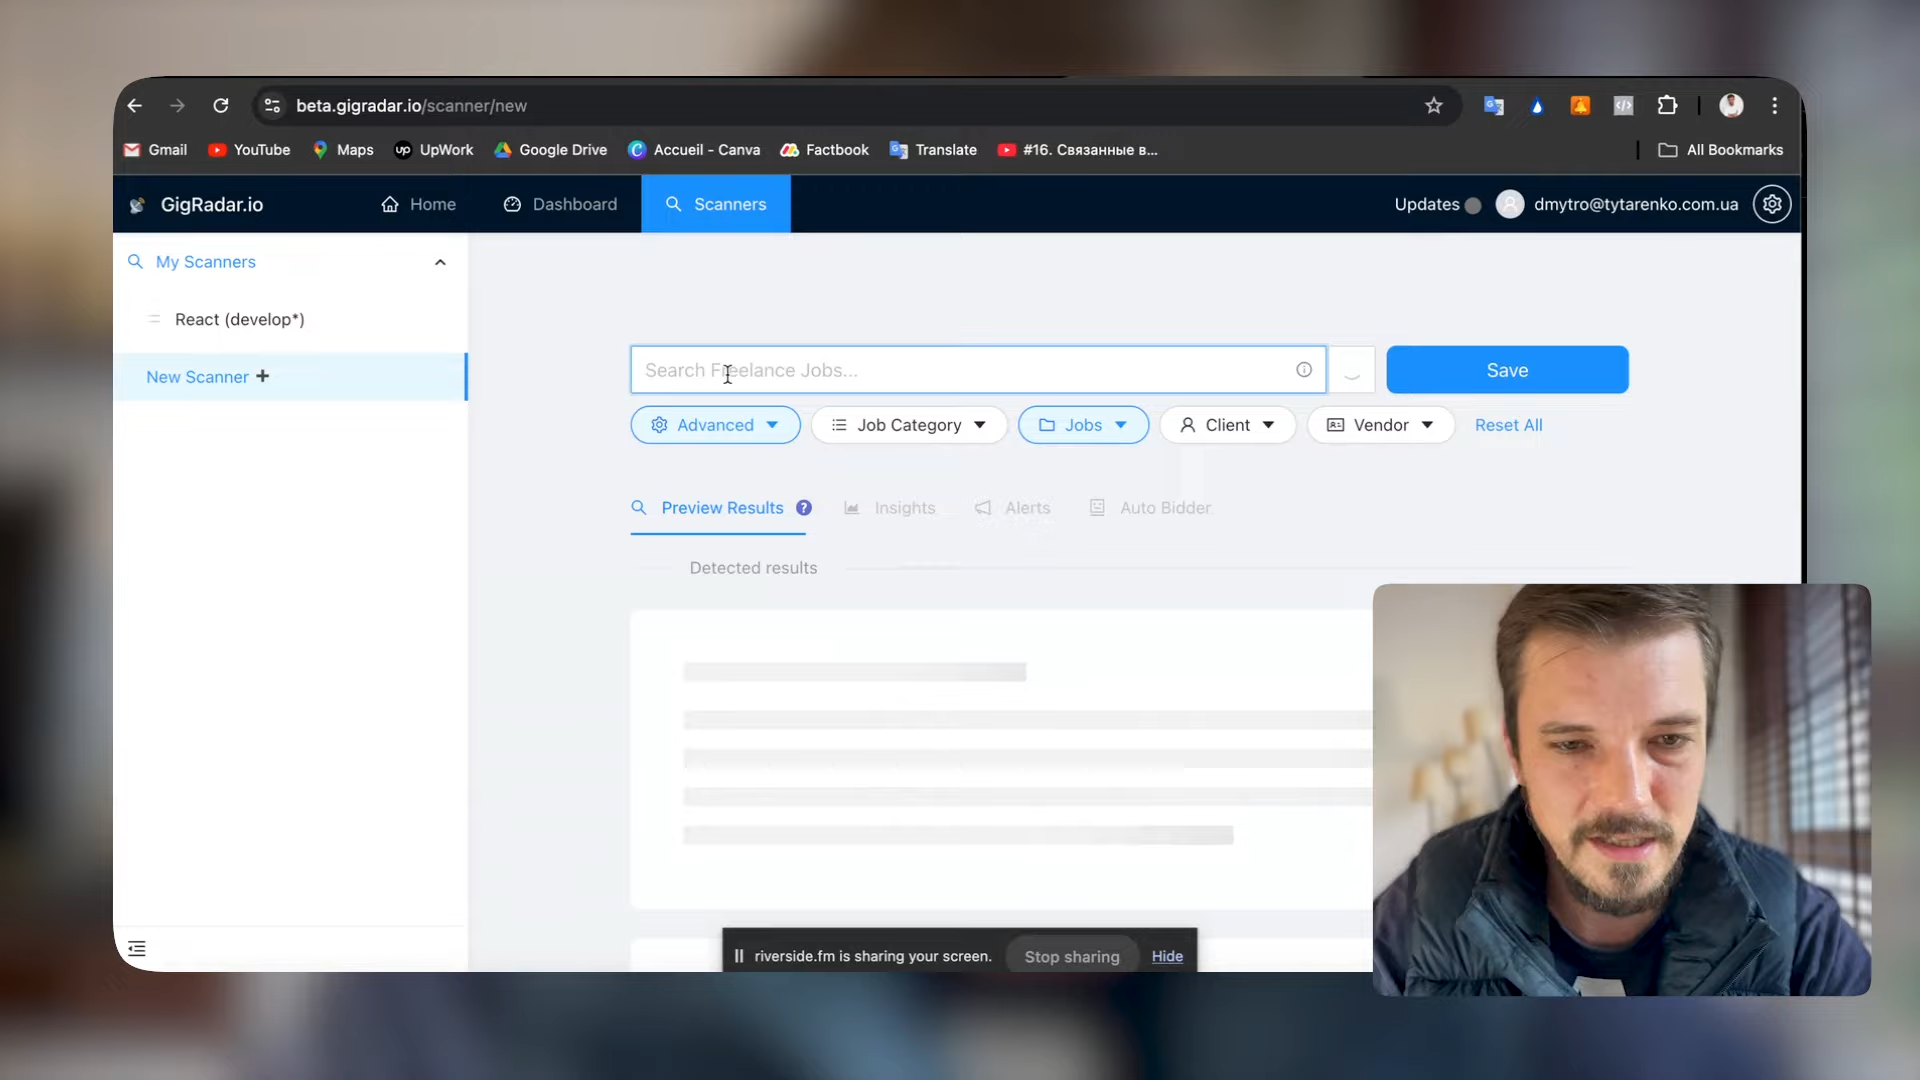 beta.gigradar.io/scanner/new
Gmail YouTube Maps UpWork Google Drive Accueil - Canva Factbook Translate #16. Связанные в... All Bookmarks
GigRadar.io Home Dashboard Scanners Updates dmytro@tytarenko.com.ua
My Scanners
React (develop*)
New Scanner +
Search Freelance Jobs...
Save
Advanced Job Category Jobs Client Vendor Reset All
Preview Results ? Insights Alerts Auto Bidder
Detected results
riverside.fm is sharing your screen. Stop sharing Hide